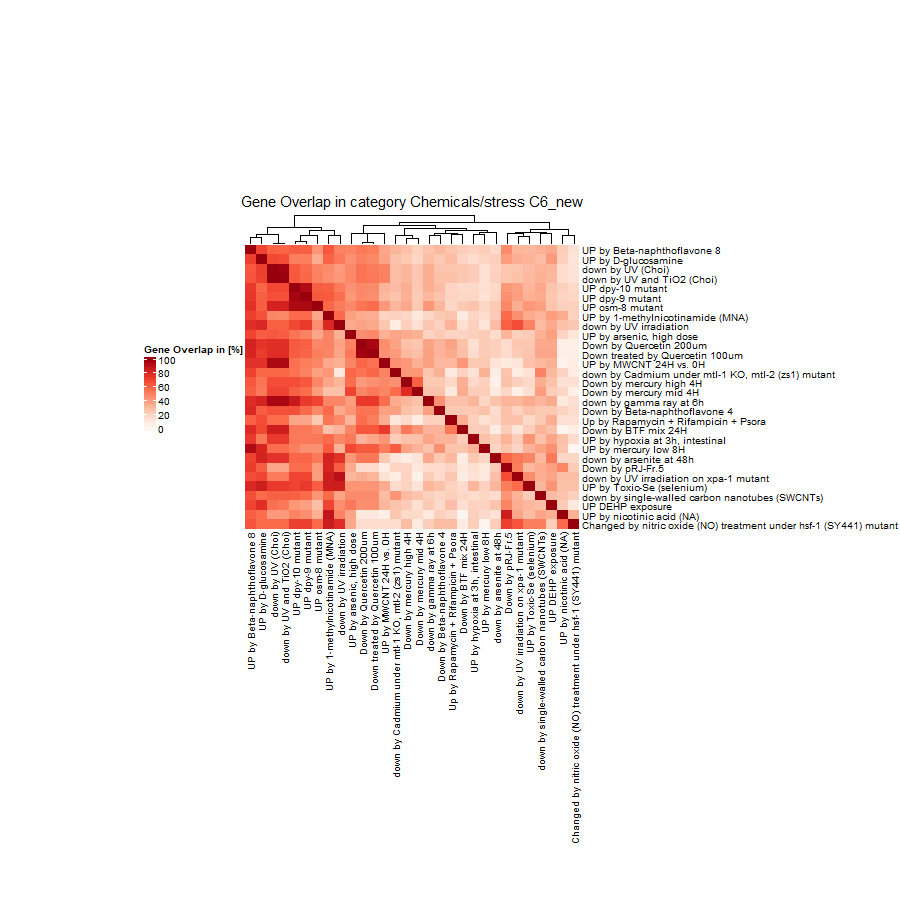 Gene Overlap in category Chemicals/stress C6_new
Gene Overlap in [%]
100
80
60
40
20
0
UP by Beta-naphthoflavone 8
UP by D-glucosamine
down by UV (Choi)
down by UV and TiO2 (Choi)
UP dpy-10 mutant
UP dpy-9 mutant
UP osm-8 mutant
UP by 1-methylnicotinamide (MNA)
down by UV irradiation
UP by arsenic, high dose
Down by Quercetin 200um
Down treated by Quercetin 100um
UP by MWCNT 24H vs. 0H
down by Cadmium under mtl-1 KO, mtl-2 (zs1) mutant
Down by mercury high 4H
Down by mercury mid 4H
down by gamma ray at 6h
Down by Beta-naphthoflavone 4
Up by Rapamycin + Rifampicin + Psora
Down by BTF mix 24H
UP by hypoxia at 3h, intestinal
UP by mercury low 8H
down by arsenite at 48h
Down by pRJ-Fr.5
down by UV irradiation on xpa-1 mutant
UP by Toxic-Se (selenium)
down by single-walled carbon nanotubes (SWCNTs)
UP DEHP exposure
UP by nicotinic acid (NA)
Changed by nitric oxide (NO) treatment under hsf-1 (SY441) mutant
UP by Beta-naphthoflavone 8
UP by D-glucosamine
down by UV (Choi)
down by UV and TiO2 (Choi)
UP dpy-10 mutant
UP dpy-9 mutant
UP osm-8 mutant
UP by 1-methylnicotinamide (MNA)
down by UV irradiation
UP by arsenic, high dose
Down by Quercetin 200um
Down treated by Quercetin 100um
UP by MWCNT 24H vs. 0H
down by Cadmium under mtl-1 KO, mtl-2 (zs1) mutant
Down by mercury high 4H
Down by mercury mid 4H
down by gamma ray at 6h
Down by Beta-naphthoflavone 4
Up by Rapamycin + Rifampicin + Psora
Down by BTF mix 24H
UP by hypoxia at 3h, intestinal
UP by mercury low 8H
down by arsenite at 48h
Down by pRJ-Fr.5
down by UV irradiation on xpa-1 mutant
UP by Toxic-Se (selenium)
down by single-walled carbon nanotubes (SWCNTs)
UP DEHP exposure
UP by nicotinic acid (NA)
Changed by nitric oxide (NO) treatment under hsf-1 (SY441) mutant